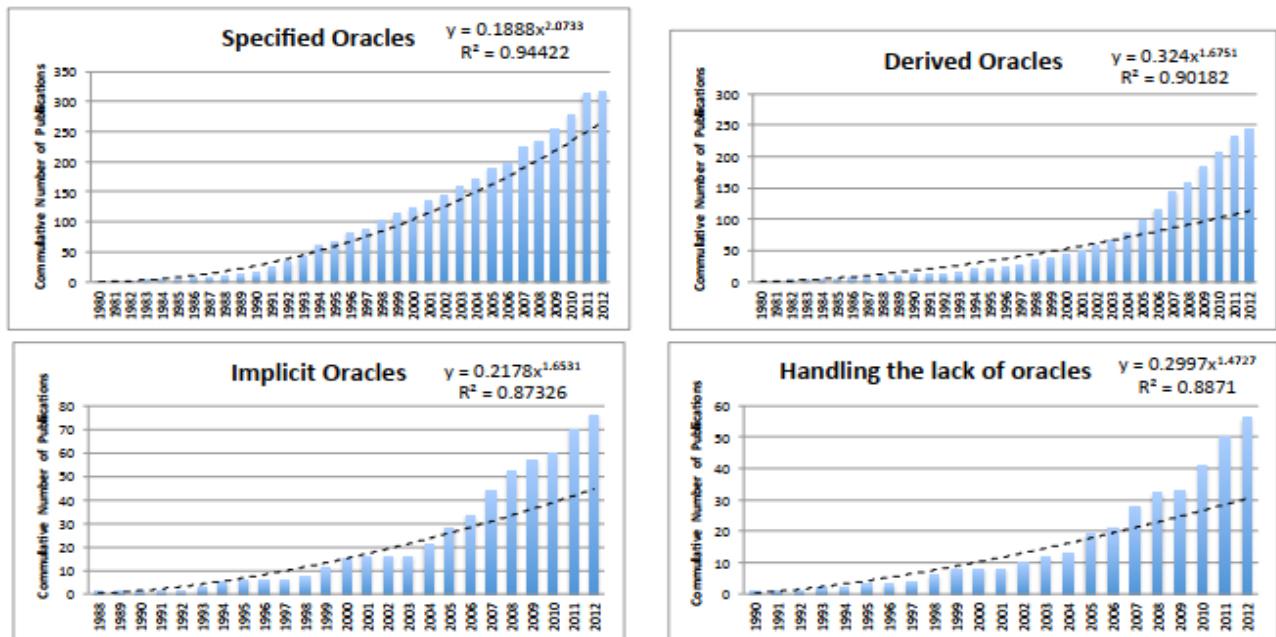 Specified Oracles
y = 0.1888x^2.0733
R² = 0.94422
Commulative Number of Publications
350
300
250
200
150
100
50
0
1980 1981 1982 1983 1984 1985 1986 1987 1988 1989 1990 1991 1992 1993 1994 1995 1996 1997 1998 1999 2000 2001 2002 2003 2004 2005 2006 2007 2008 2009 2010 2011 2012
Derived Oracles
y = 0.324x^1.6751
R² = 0.90182
Commulative Number of Publications
300
250
200
150
100
50
0
1980 1981 1982 1983 1984 1985 1986 1987 1988 1989 1990 1991 1992 1993 1994 1995 1996 1997 1998 1999 2000 2001 2002 2003 2004 2005 2006 2007 2008 2009 2010 2011 2012
Implicit Oracles
y = 0.2178x^1.6531
R² = 0.87326
Commulative Number of Publications
80
70
60
50
40
30
20
10
0
1988 1989 1990 1991 1992 1993 1994 1995 1996 1997 1998 1999 2000 2001 2002 2003 2004 2005 2006 2007 2008 2009 2010 2011 2012
Handling the lack of oracles
y = 0.2997x^1.4727
R² = 0.8871
Commulative Number of Publications
60
50
40
30
20
10
0
1990 1991 1992 1993 1994 1995 1996 1997 1998 1999 2000 2001 2002 2003 2004 2005 2006 2007 2008 2009 2010 2011 2012